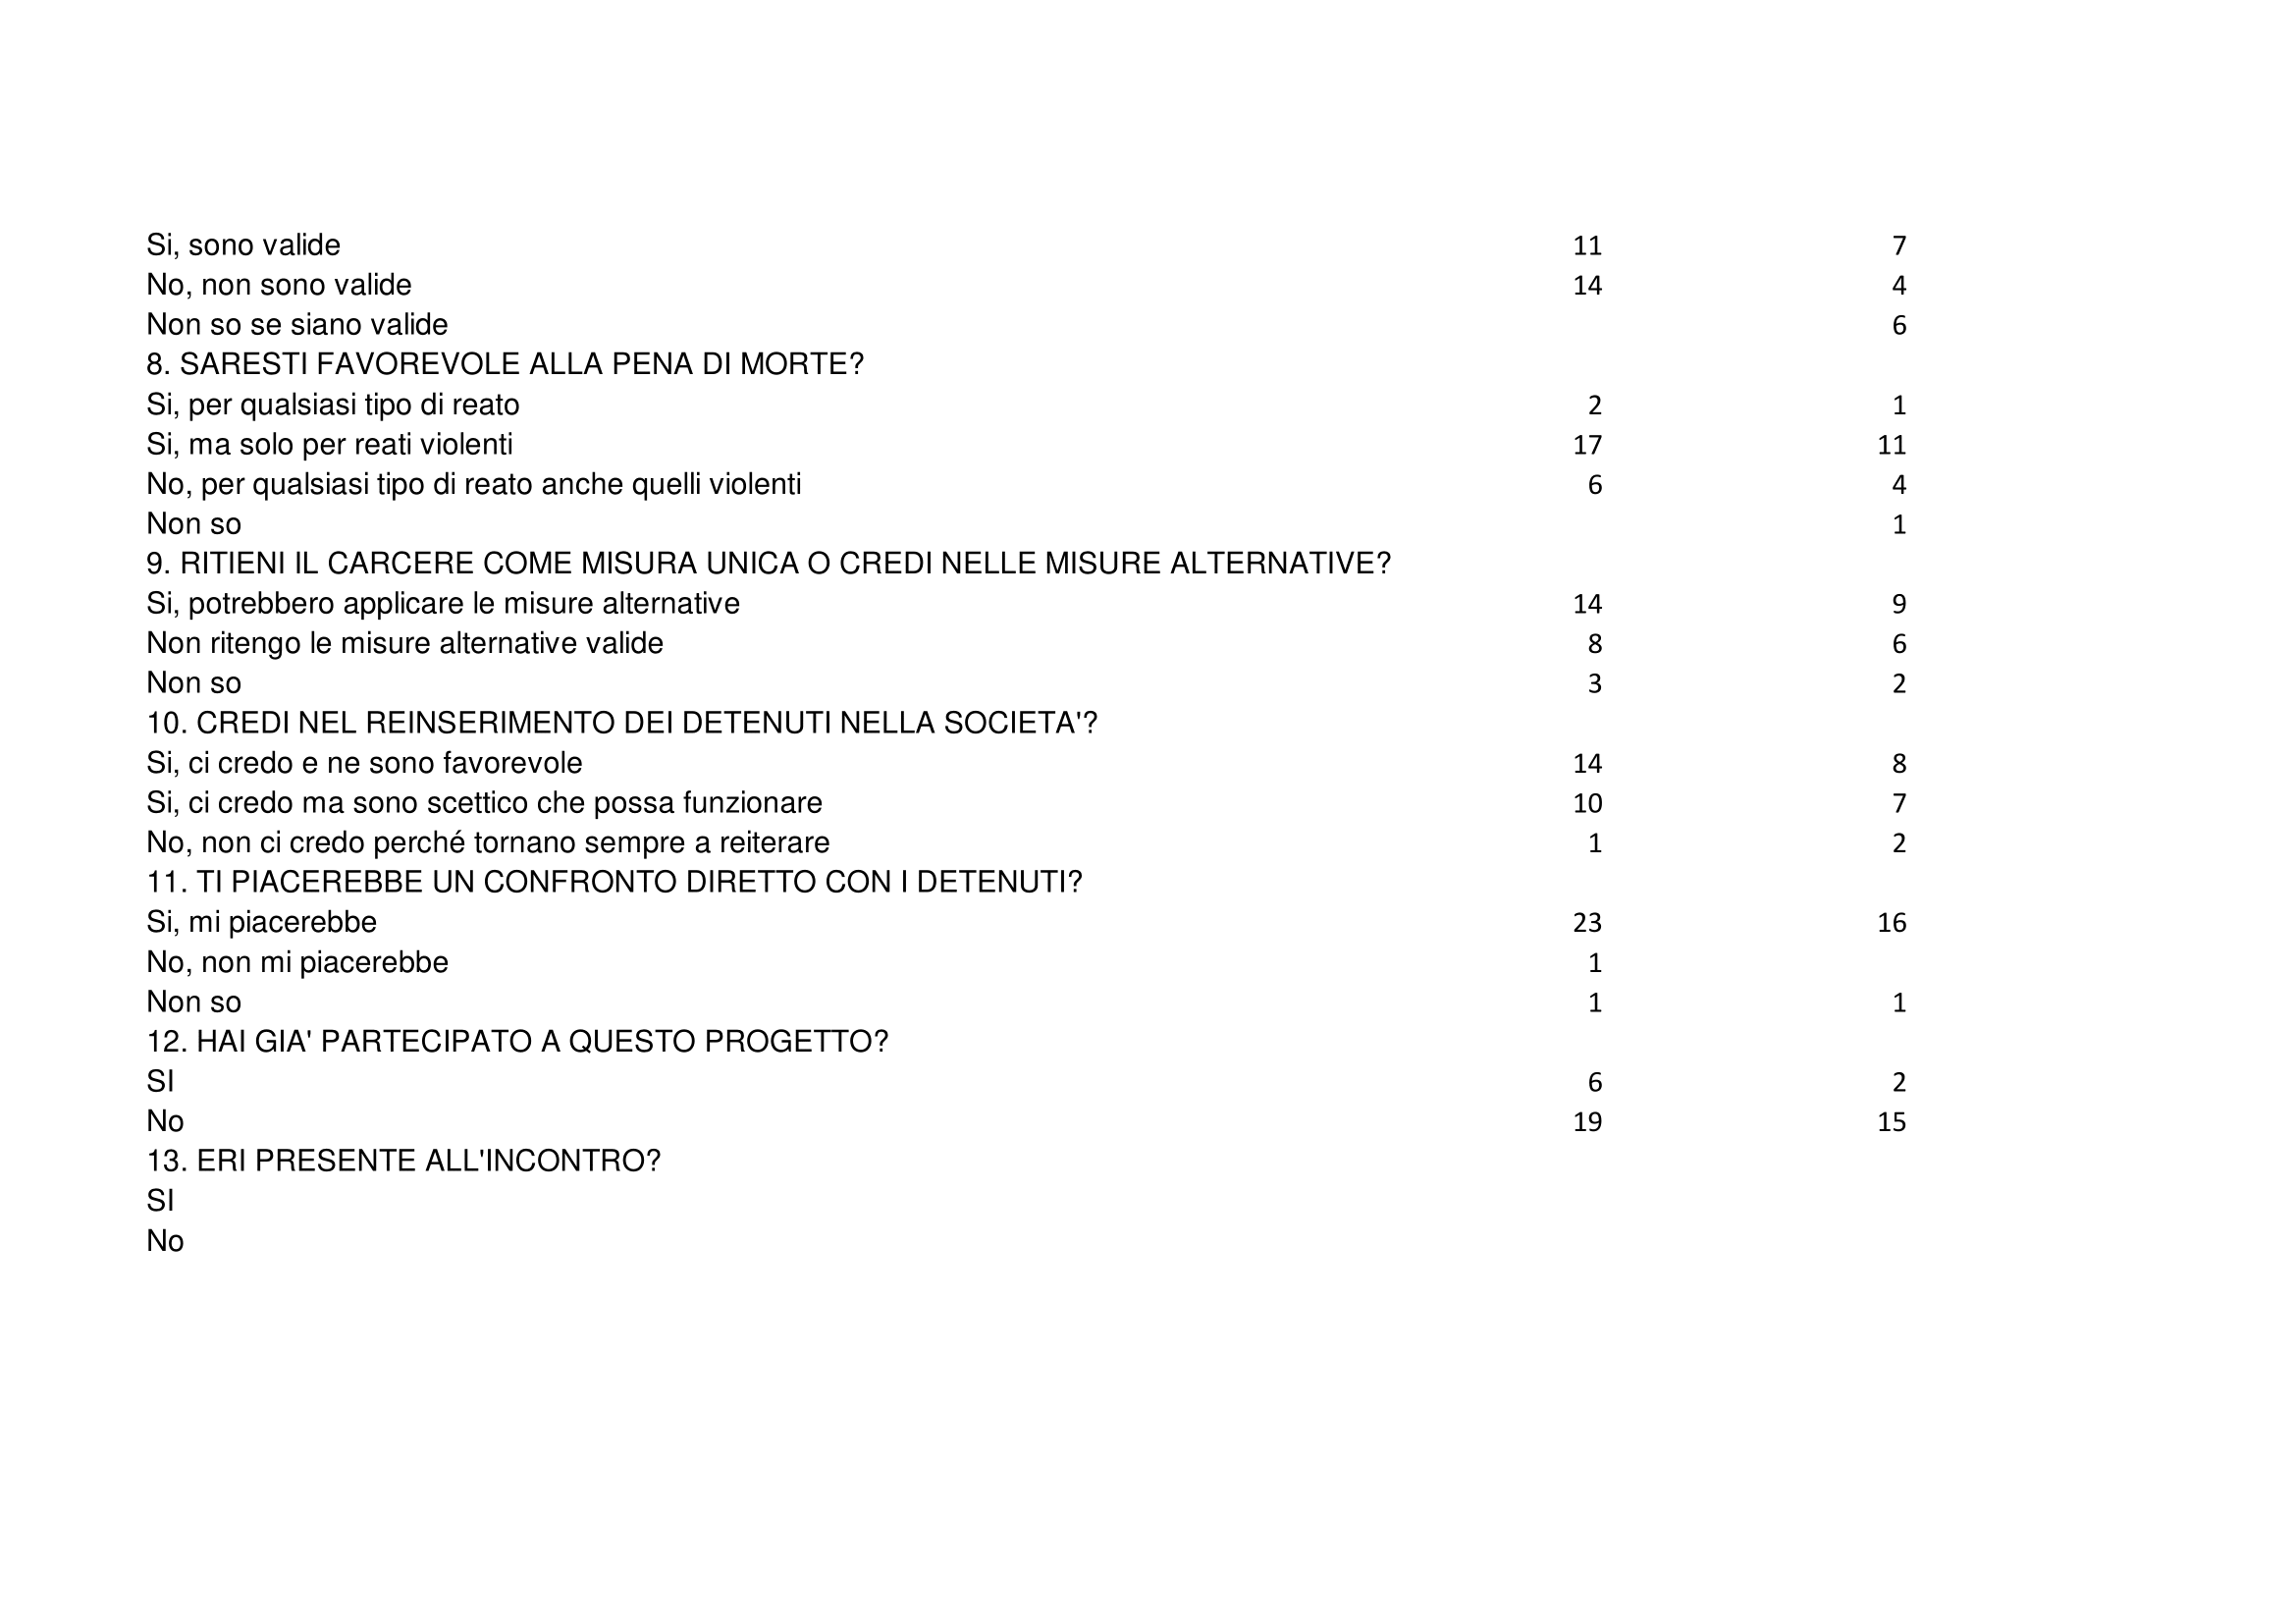 Si, sono valide 11 7
No, non sono valide 14 4
Non so se siano valide 6
8. SARESTI FAVOREVOLE ALLA PENA DI MORTE?
Si, per qualsiasi tipo di reato 2 1
Si, ma solo per reati violenti 17 11
No, per qualsiasi tipo di reato anche quelli violenti 6 4
Non so 1
9. RITIENI IL CARCERE COME MISURA UNICA O CREDI NELLE MISURE ALTERNATIVE?
Si, potrebbero applicare le misure alternative 14 9
Non ritengo le misure alternative valide 8 6
Non so 3 2
10. CREDI NEL REINSERIMENTO DEI DETENUTI NELLA SOCIETA'?
Si, ci credo e ne sono favorevole 14 8
Si, ci credo ma sono scettico che possa funzionare 10 7
No, non ci credo perché tornano sempre a reiterare 1 2
11. TI PIACEREBBE UN CONFRONTO DIRETTO CON I DETENUTI?
Si, mi piacerebbe 23 16
No, non mi piacerebbe 1
Non so 1 1
12. HAI GIA' PARTECIPATO A QUESTO PROGETTO?
SI 6 2
No 19 15
13. ERI PRESENTE ALL'INCONTRO?
SI
No